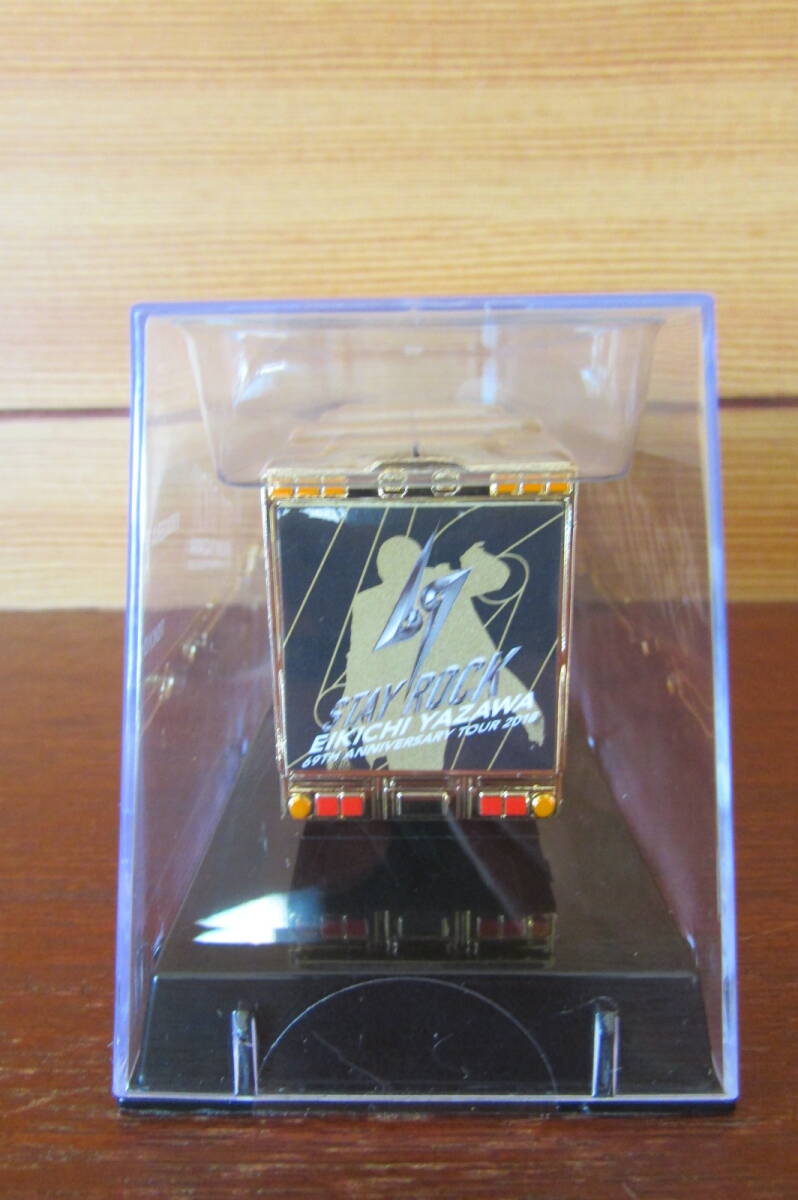 69
STAY ROCK
EIKICHI YAZAWA
69TH ANNIVERSARY TOUR 2018